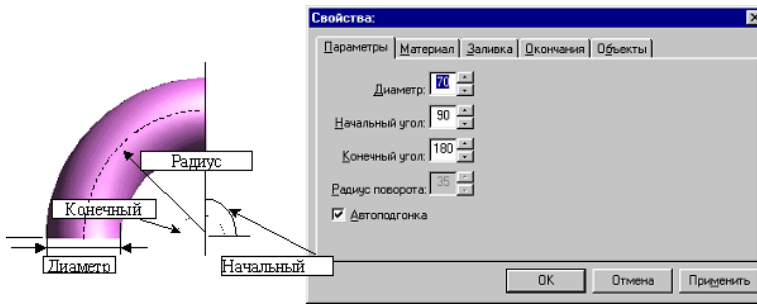 Радиус
Конечный
Диаметр
Начальный
Свойства:
Параметры Материал Заливка Окончания Объекты
Диаметр: 70
Начальный угол: 90
Конечный угол: 180
Радиус поворота: 35
Автоподгонка
OK Отмена Применить